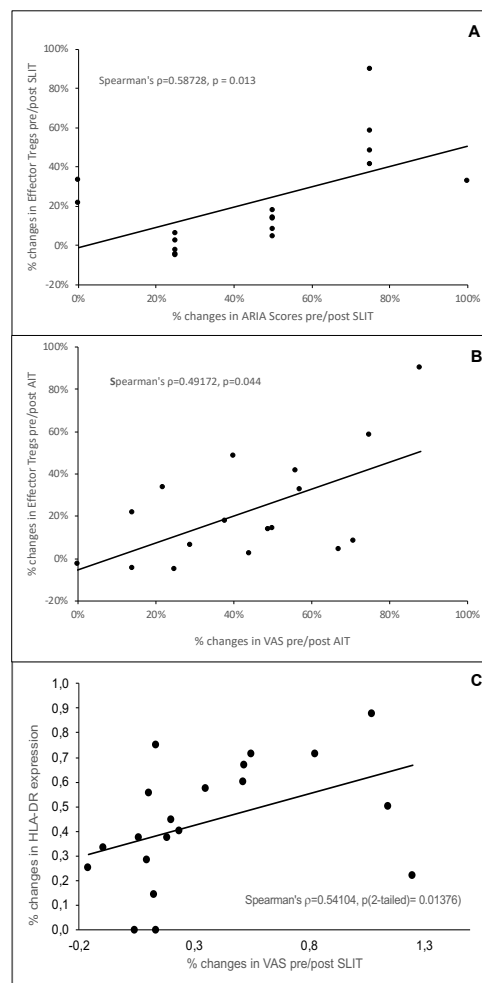 A
Spearman's ρ=0.58728, p = 0.013
% changes in Effector Tregs pre/post SLIT
100%
80%
60%
40%
20%
0%
-20%
0% 20% 40% 60% 80% 100%
% changes in ARIA Scores pre/post SLIT
B
Spearman's ρ=0.49172, p=0.044
% changes in Effector Tregs pre/post AIT
100%
80%
60%
40%
20%
0%
-20%
0% 20% 40% 60% 80% 100%
% changes in VAS pre/post AIT
C
% changes in HLA-DR expression
1,0
0,9
0,8
0,7
0,6
0,5
0,4
0,3
0,2
0,1
0,0
Spearman's ρ=0.54104, p(2-tailed)= 0.01376)
-0,2 0,3 0,8 1,3
% changes in VAS pre/post SLIT